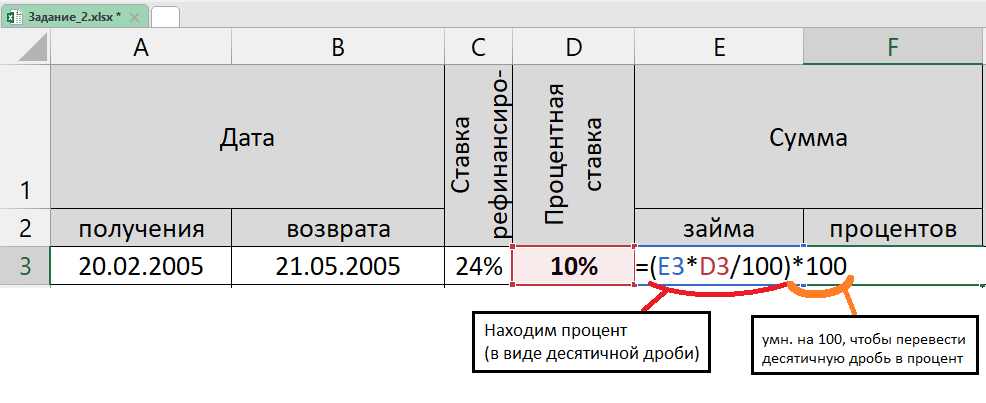 Задание_2.xlsx *
A B C D E F
1
Дата
Ставка
рефинансиро-
Процентная
ставка
Сумма
2
получения
возврата
займа
процентов
3
20.02.2005
21.05.2005
24%
10%
=(E3*D3/100)*100
Находим процент
(в виде десятичной дроби)
умн. на 100, чтобы перевести
десятичную дробь в процент